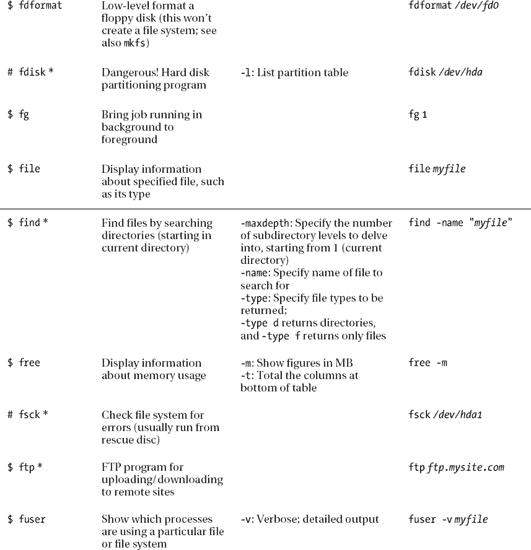 $ fdformat Low-level format a fdformat /dev/fd0
floppy disk (this won't
create a file system; see
also mkfs)
# fdisk * Dangerous! Hard disk -l: List partition table fdisk /dev/hda
partitioning program
$ fg Bring job running in fg 1
background to
foreground
$ file Display information file myfile
about specified file, such
as its type
$ find * Find files by searching -maxdepth: Specify the number find -name "myfile"
directories (starting in of subdirectory levels to delve
current directory) into, starting from 1 (current
directory)
-name: Specify name of file to
search for
-type: Specify file types to be
returned;
-type d returns directories,
and -type f returns only files
$ free Display information -m: Show figures in MB free -m
about memory usage -t: Total the columns at
bottom of table
# fsck * Check file system for fsck /dev/hda1
errors (usually run from
rescue disc)
$ ftp * FTP program for ftp ftp.mysite.com
uploading/downloading
to remote sites
$ fuser Show which processes -v: Verbose; detailed output fuser -v myfile
are using a particular file
or file system